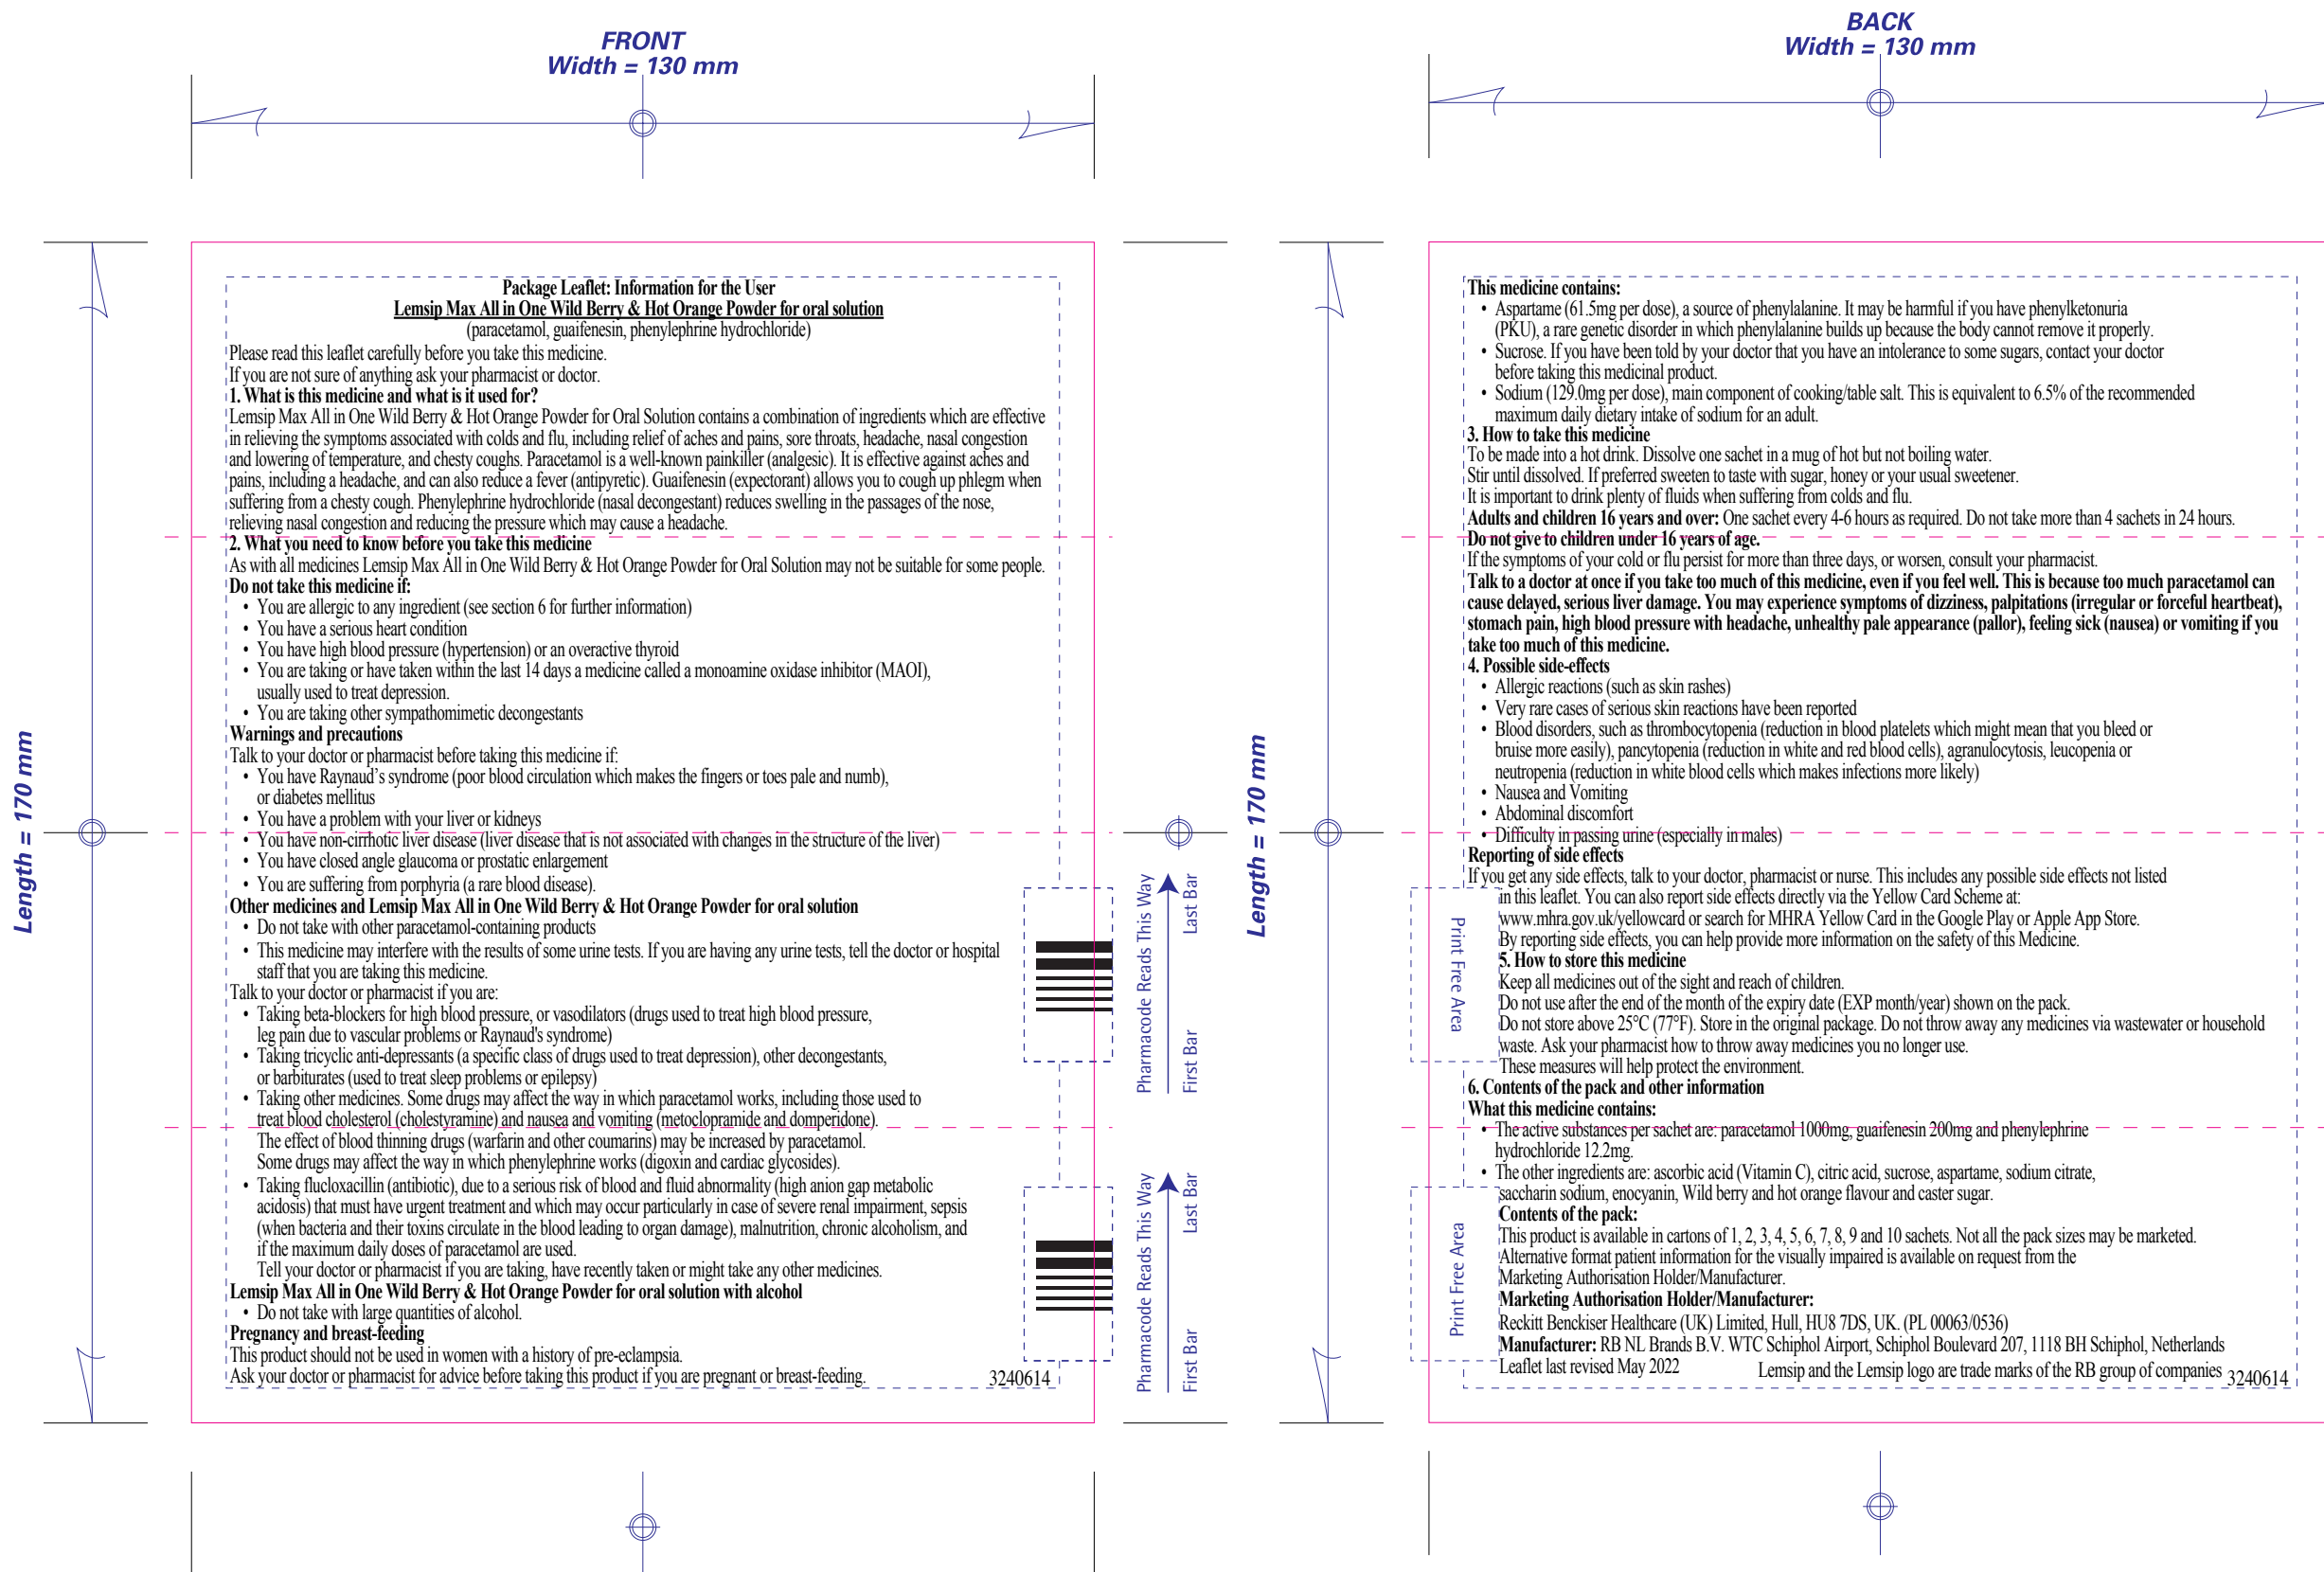 FRONT
Width = 130 mm
Length = 170 mm
Package Leaflet: Information for the User
Lemsip Max All in One Wild Berry & Hot Orange Powder for oral solution
(paracetamol, guaifenesin, phenylephrine hydrochloride)
Please read this leaflet carefully before you take this medicine.
If you are not sure of anything ask your pharmacist or doctor.
1. What is this medicine and what is it used for?
Lemsip Max All in One Wild Berry & Hot Orange Powder for Oral Solution contains a combination of ingredients which are effective
in relieving the symptoms associated with colds and flu, including relief of aches and pains, sore throats, headache, nasal congestion
and lowering of temperature, and chesty coughs. Paracetamol is a well-known painkiller (analgesic). It is effective against aches and
pains, including a headache, and can also reduce a fever (antipyretic). Guaifenesin (expectorant) allows you to cough up phlegm when
suffering from a chesty cough. Phenylephrine hydrochloride (nasal decongestant) reduces swelling in the passages of the nose,
relieving nasal congestion and reducing the pressure which may cause a headache.
2. What you need to know before you take this medicine
As with all medicines Lemsip Max All in One Wild Berry & Hot Orange Powder for Oral Solution may not be suitable for some people.
Do not take this medicine if:
• You are allergic to any ingredient (see section 6 for further information)
• You have a serious heart condition
• You have high blood pressure (hypertension) or an overactive thyroid
• You are taking or have taken within the last 14 days a medicine called a monoamine oxidase inhibitor (MAOI),
usually used to treat depression.
• You are taking other sympathomimetic decongestants
Warnings and precautions
Talk to your doctor or pharmacist before taking this medicine if:
• You have Raynaud’s syndrome (poor blood circulation which makes the fingers or toes pale and numb),
or diabetes mellitus
• You have a problem with your liver or kidneys
• You have non-cirrhotic liver disease (liver disease that is not associated with changes in the structure of the liver)
• You have closed angle glaucoma or prostatic enlargement
• You are suffering from porphyria (a rare blood disease).
Other medicines and Lemsip Max All in One Wild Berry & Hot Orange Powder for oral solution
• Do not take with other paracetamol-containing products
• This medicine may interfere with the results of some urine tests. If you are having any urine tests, tell the doctor or hospital
staff that you are taking this medicine.
Talk to your doctor or pharmacist if you are:
• Taking beta-blockers for high blood pressure, or vasodilators (drugs used to treat high blood pressure,
leg pain due to vascular problems or Raynaud's syndrome)
• Taking tricyclic anti-depressants (a specific class of drugs used to treat depression), other decongestants,
or barbiturates (used to treat sleep problems or epilepsy)
• Taking other medicines. Some drugs may affect the way in which paracetamol works, including those used to
treat blood cholesterol (cholestyramine) and nausea and vomiting (metoclopramide and domperidone).
The effect of blood thinning drugs (warfarin and other coumarins) may be increased by paracetamol.
Some drugs may affect the way in which phenylephrine works (digoxin and cardiac glycosides).
• Taking flucloxacillin (antibiotic), due to a serious risk of blood and fluid abnormality (high anion gap metabolic
acidosis) that must have urgent treatment and which may occur particularly in case of severe renal impairment, sepsis
(when bacteria and their toxins circulate in the blood leading to organ damage), malnutrition, chronic alcoholism, and
if the maximum daily doses of paracetamol are used.
Tell your doctor or pharmacist if you are taking, have recently taken or might take any other medicines.
Lemsip Max All in One Wild Berry & Hot Orange Powder for oral solution with alcohol
• Do not take with large quantities of alcohol.
Pregnancy and breast-feeding
This product should not be used in women with a history of pre-eclampsia.
Ask your doctor or pharmacist for advice before taking this product if you are pregnant or breast-feeding.
3240614
Pharmacode Reads This Way
First Bar
Last Bar
Pharmacode Reads This Way
First Bar
Last Bar
BACK
Width = 130 mm
Length = 170 mm
This medicine contains:
• Aspartame (61.5mg per dose), a source of phenylalanine. It may be harmful if you have phenylketonuria
(PKU), a rare genetic disorder in which phenylalanine builds up because the body cannot remove it properly.
• Sucrose. If you have been told by your doctor that you have an intolerance to some sugars, contact your doctor
before taking this medicinal product.
• Sodium (129.0mg per dose), main component of cooking/table salt. This is equivalent to 6.5% of the recommended
maximum daily dietary intake of sodium for an adult.
3. How to take this medicine
To be made into a hot drink. Dissolve one sachet in a mug of hot but not boiling water.
Stir until dissolved. If preferred sweeten to taste with sugar, honey or your usual sweetener.
It is important to drink plenty of fluids when suffering from colds and flu.
Adults and children 16 years and over: One sachet every 4-6 hours as required. Do not take more than 4 sachets in 24 hours.
Do not give to children under 16 years of age.
If the symptoms of your cold or flu persist for more than three days, or worsen, consult your pharmacist.
Talk to a doctor at once if you take too much of this medicine, even if you feel well. This is because too much paracetamol can
cause delayed, serious liver damage. You may experience symptoms of dizziness, palpitations (irregular or forceful heartbeat),
stomach pain, high blood pressure with headache, unhealthy pale appearance (pallor), feeling sick (nausea) or vomiting if you
take too much of this medicine.
4. Possible side-effects
• Allergic reactions (such as skin rashes)
• Very rare cases of serious skin reactions have been reported
• Blood disorders, such as thrombocytopenia (reduction in blood platelets which might mean that you bleed or
bruise more easily), pancytopenia (reduction in white and red blood cells), agranulocytosis, leucopenia or
neutropenia (reduction in white blood cells which makes infections more likely)
• Nausea and Vomiting
• Abdominal discomfort
• Difficulty in passing urine (especially in males)
Reporting of side effects
If you get any side effects, talk to your doctor, pharmacist or nurse. This includes any possible side effects not listed
in this leaflet. You can also report side effects directly via the Yellow Card Scheme at:
www.mhra.gov.uk/yellowcard or search for MHRA Yellow Card in the Google Play or Apple App Store.
By reporting side effects, you can help provide more information on the safety of this Medicine.
5. How to store this medicine
Keep all medicines out of the sight and reach of children.
Do not use after the end of the month of the expiry date (EXP month/year) shown on the pack.
Do not store above 25°C (77°F). Store in the original package. Do not throw away any medicines via wastewater or household
waste. Ask your pharmacist how to throw away medicines you no longer use.
These measures will help protect the environment.
6. Contents of the pack and other information
What this medicine contains:
• The active substances per sachet are: paracetamol 1000mg, guaifenesin 200mg and phenylephrine
hydrochloride 12.2mg.
• The other ingredients are: ascorbic acid (Vitamin C), citric acid, sucrose, aspartame, sodium citrate,
saccharin sodium, enocyanin, Wild berry and hot orange flavour and caster sugar.
Contents of the pack:
This product is available in cartons of 1, 2, 3, 4, 5, 6, 7, 8, 9 and 10 sachets. Not all the pack sizes may be marketed.
Alternative format patient information for the visually impaired is available on request from the
Marketing Authorisation Holder/Manufacturer.
Marketing Authorisation Holder/Manufacturer:
Reckitt Benckiser Healthcare (UK) Limited, Hull, HU8 7DS, UK. (PL 00063/0536)
Manufacturer: RB NL Brands B.V. WTC Schiphol Airport, Schiphol Boulevard 207, 1118 BH Schiphol, Netherlands
Leaflet last revised May 2022
Lemsip and the Lemsip logo are trade marks of the RB group of companies
3240614
Print Free Area
Print Free Area